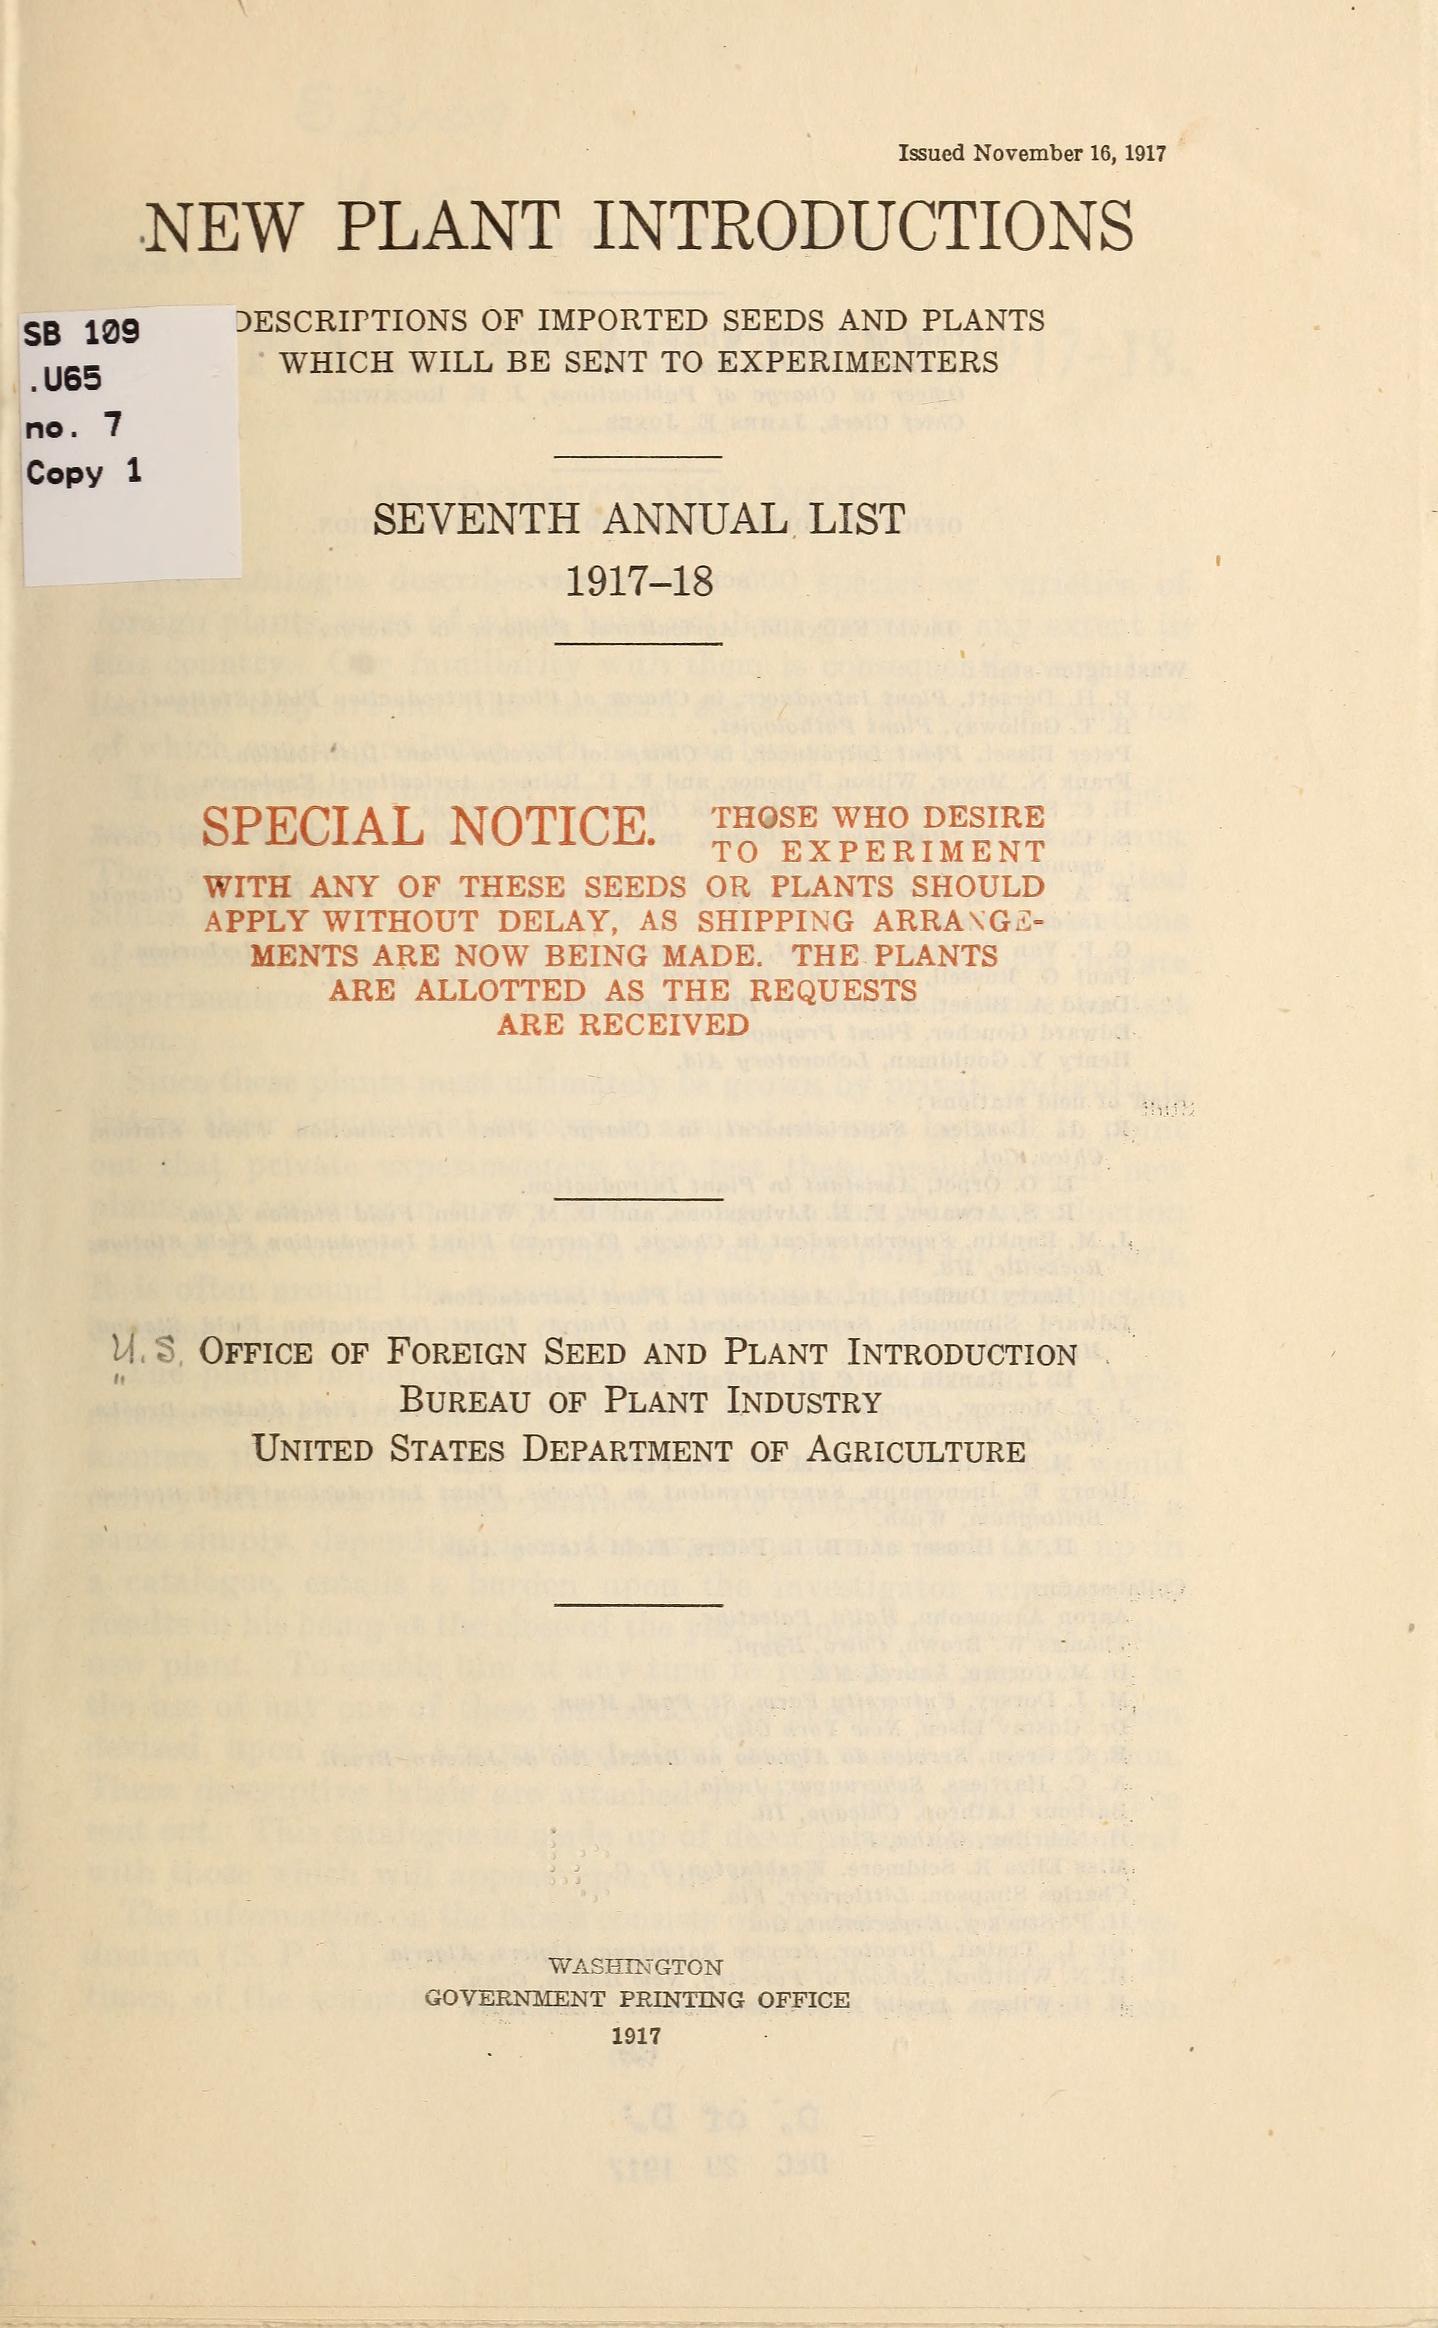 Issued November 16, 1917
NEW PLANT INTRODUCTIONS
SB 109
.U65
no. 7
Copy 1
DESCRIPTIONS OF IMPORTED SEEDS AND PLANTS
WHICH WILL BE SENT TO EXPERIMENTERS
SEVENTH ANNUAL LIST
1917–18
SPECIAL NOTICE. THOSE WHO DESIRE
TO EXPERIMENT
WITH ANY OF THESE SEEDS OR PLANTS SHOULD
APPLY WITHOUT DELAY, AS SHIPPING ARRANGE-
MENTS ARE NOW BEING MADE. THE PLANTS
ARE ALLOTTED AS THE REQUESTS
ARE RECEIVED
U.S. OFFICE OF FOREIGN SEED AND PLANT INTRODUCTION
BUREAU OF PLANT INDUSTRY
UNITED STATES DEPARTMENT OF AGRICULTURE
WASHINGTON
GOVERNMENT PRINTING OFFICE
1917